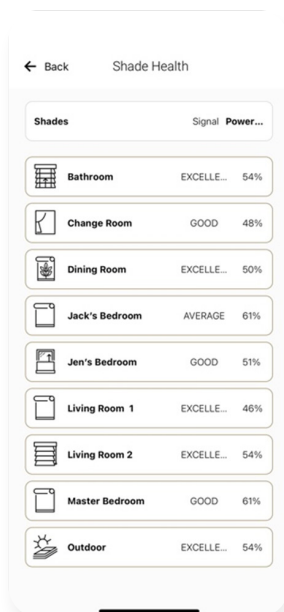 ← Back Shade Health
Shades Signal Power...
Bathroom EXCELLE... 54%
Change Room GOOD 48%
Dining Room EXCELLE... 50%
Jack's Bedroom AVERAGE 61%
Jen's Bedroom GOOD 51%
Living Room 1 EXCELLE... 46%
Living Room 2 EXCELLE... 54%
Master Bedroom GOOD 61%
Outdoor EXCELLE... 54%